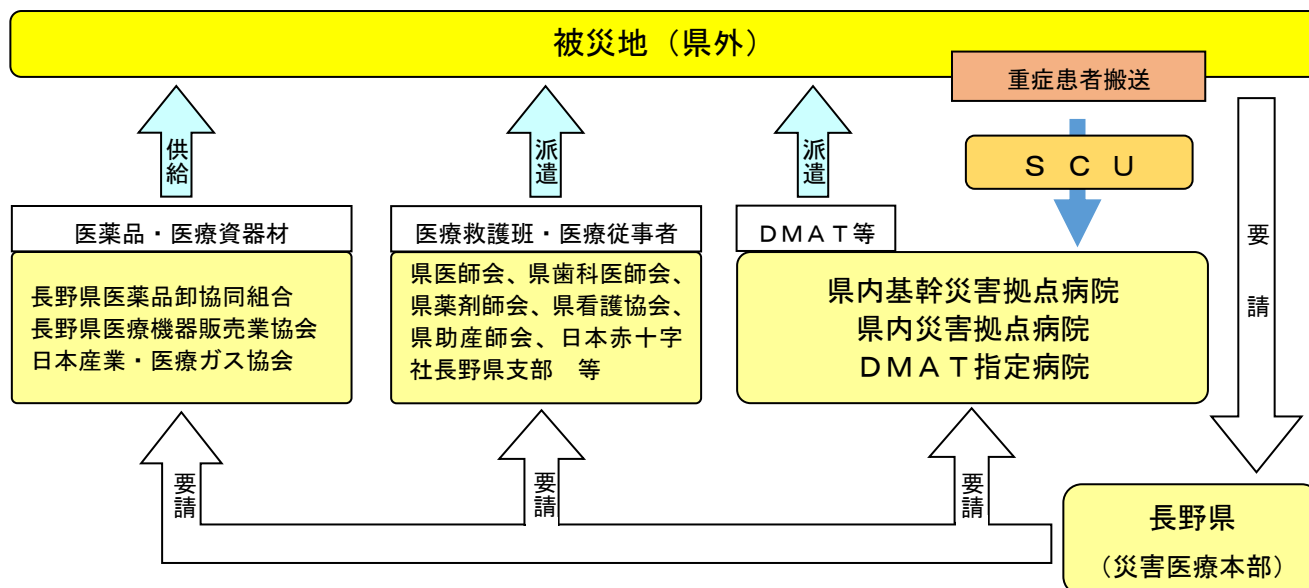 被災地（県外）
重症患者搬送
ＳＣＵ
供給
派遣
派遣
要請
医薬品・医療資器材
長野県医薬品卸協同組合
長野県医療機器販売業協会
日本産業・医療ガス協会
医療救護班・医療従事者
県医師会、県歯科医師会、
県薬剤師会、県看護協会、
県助産師会、日本赤十字
社長野県支部　等
ＤＭＡＴ等
県内基幹災害拠点病院
県内災害拠点病院
ＤＭＡＴ指定病院
要請
要請
要請
長野県
（災害医療本部）